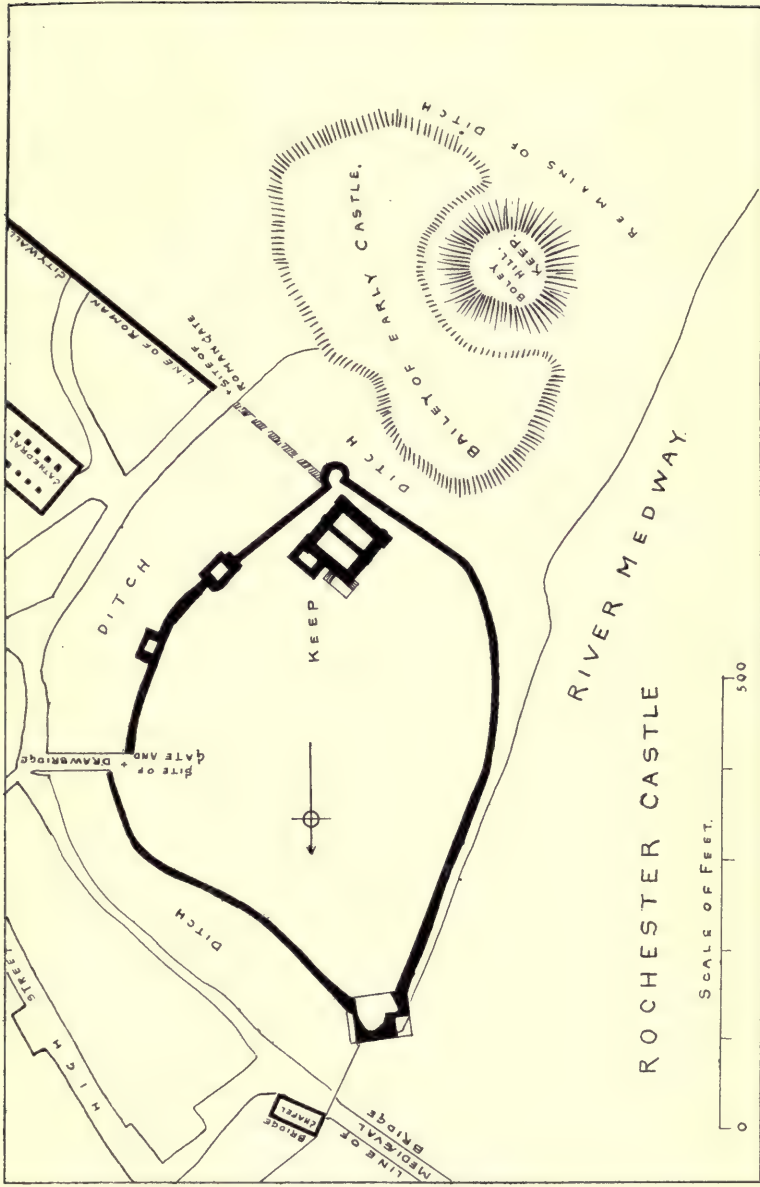 CITY WALL
LINE OF ROMAN
+ SITE OF
ROMAN GATE
CATHEDRAL
REMAINS OF DITCH
BAILEY OF EARLY CASTLE.
BOLEY
HILL.
KEEP.
DITCH
DITCH
KEEP
SITE OF
GATE AND
DRAWBRIDGE
+
DITCH
HIGH
STREET
BRIDGE
CHAPEL
LINE OF
MEDIÆVAL
BRIDGE
RIVER MEDWAY
ROCHESTER CASTLE
SCALE OF FEET.
0 500